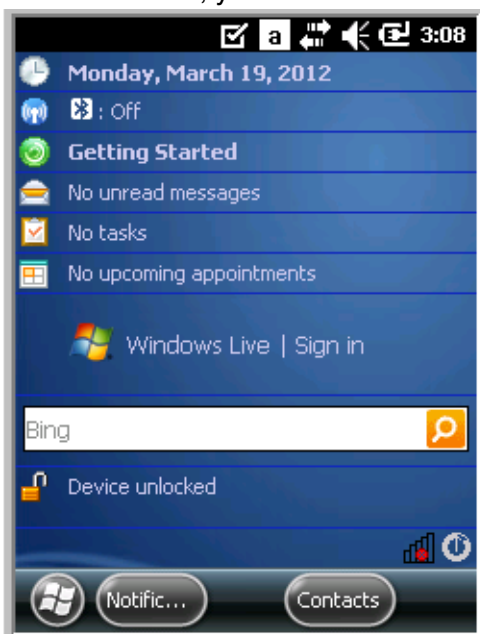 a 3:08
Monday, March 19, 2012
: Off
Getting Started
No unread messages
No tasks
No upcoming appointments
Windows Live | Sign in
Bing
Device unlocked
Notific... Contacts